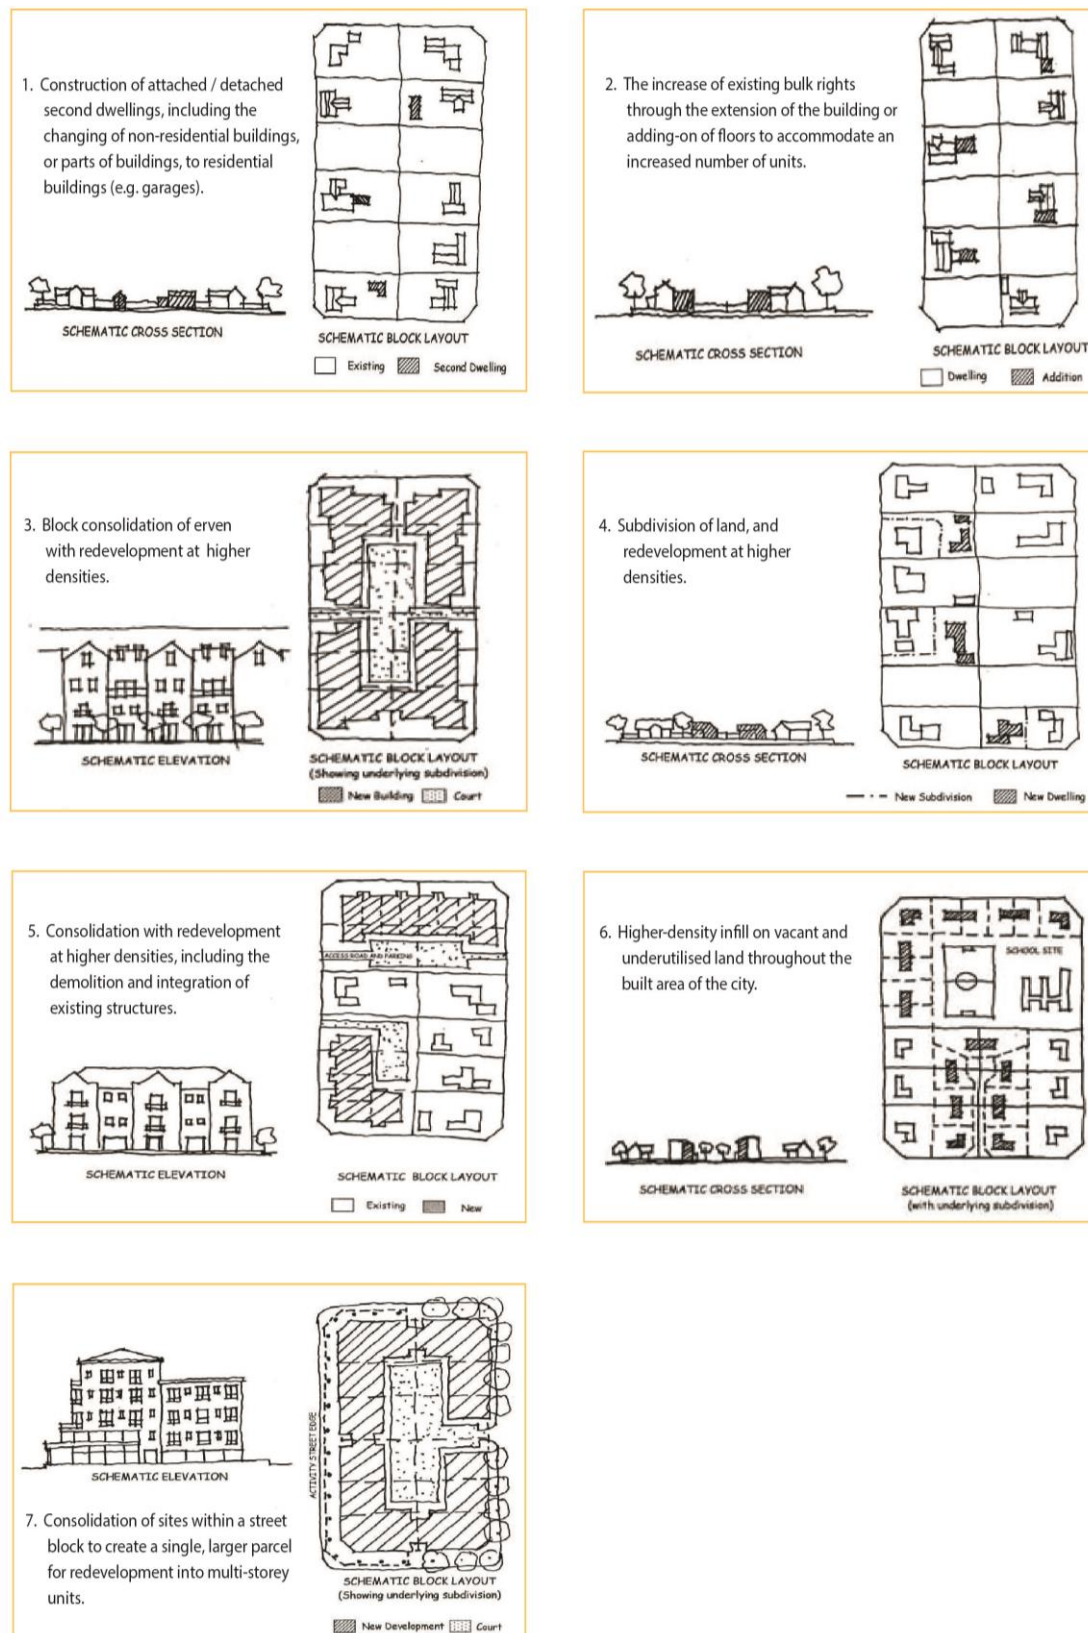 1. Construction of attached / detached
second dwellings, including the
changing of non-residential buildings,
or parts of buildings, to residential
buildings (e.g. garages).
SCHEMATIC CROSS SECTION
SCHEMATIC BLOCK LAYOUT
Existing Second Dwelling
2. The increase of existing bulk rights
through the extension of the building or
adding-on of floors to accommodate an
increased number of units.
SCHEMATIC CROSS SECTION
SCHEMATIC BLOCK LAYOUT
Dwelling Addition
3. Block consolidation of erven
with redevelopment at higher
densities.
SCHEMATIC ELEVATION
SCHEMATIC BLOCK LAYOUT
(Showing underlying subdivision)
New Building Court
4. Subdivision of land, and
redevelopment at higher
densities.
SCHEMATIC CROSS SECTION
SCHEMATIC BLOCK LAYOUT
New Subdivision New Dwelling
5. Consolidation with redevelopment
at higher densities, including the
demolition and integration of
existing structures.
ACCESS ROAD AND PARKING
SCHEMATIC ELEVATION
SCHEMATIC BLOCK LAYOUT
Existing New
6. Higher-density infill on vacant and
underutilised land throughout the
built area of the city.
SCHOOL SITE
SCHEMATIC CROSS SECTION
SCHEMATIC BLOCK LAYOUT
(with underlying subdivision)
ACTIVITY STREET EDGE
SCHEMATIC ELEVATION
7. Consolidation of sites within a street
block to create a single, larger parcel
for redevelopment into multi-storey
units.
SCHEMATIC BLOCK LAYOUT
(Showing underlying subdivision)
New Development Court